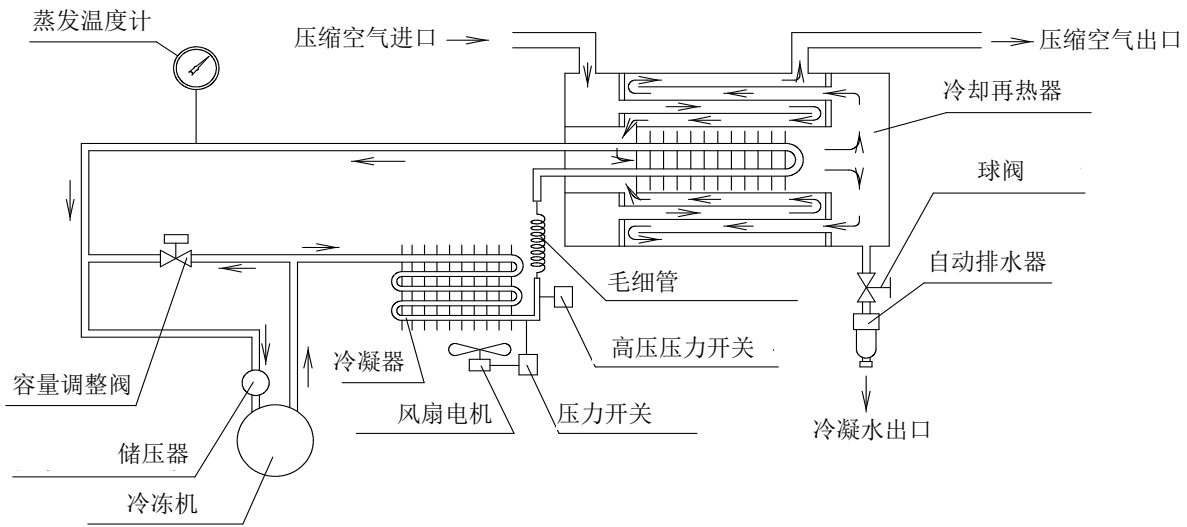 蒸发温度计
压缩空气进口
压缩空气出口
冷却再热器
球阀
自动排水器
毛细管
高压压力开关
冷凝器
容量调整阀
风扇电机
压力开关
冷凝水出口
储压器
冷冻机